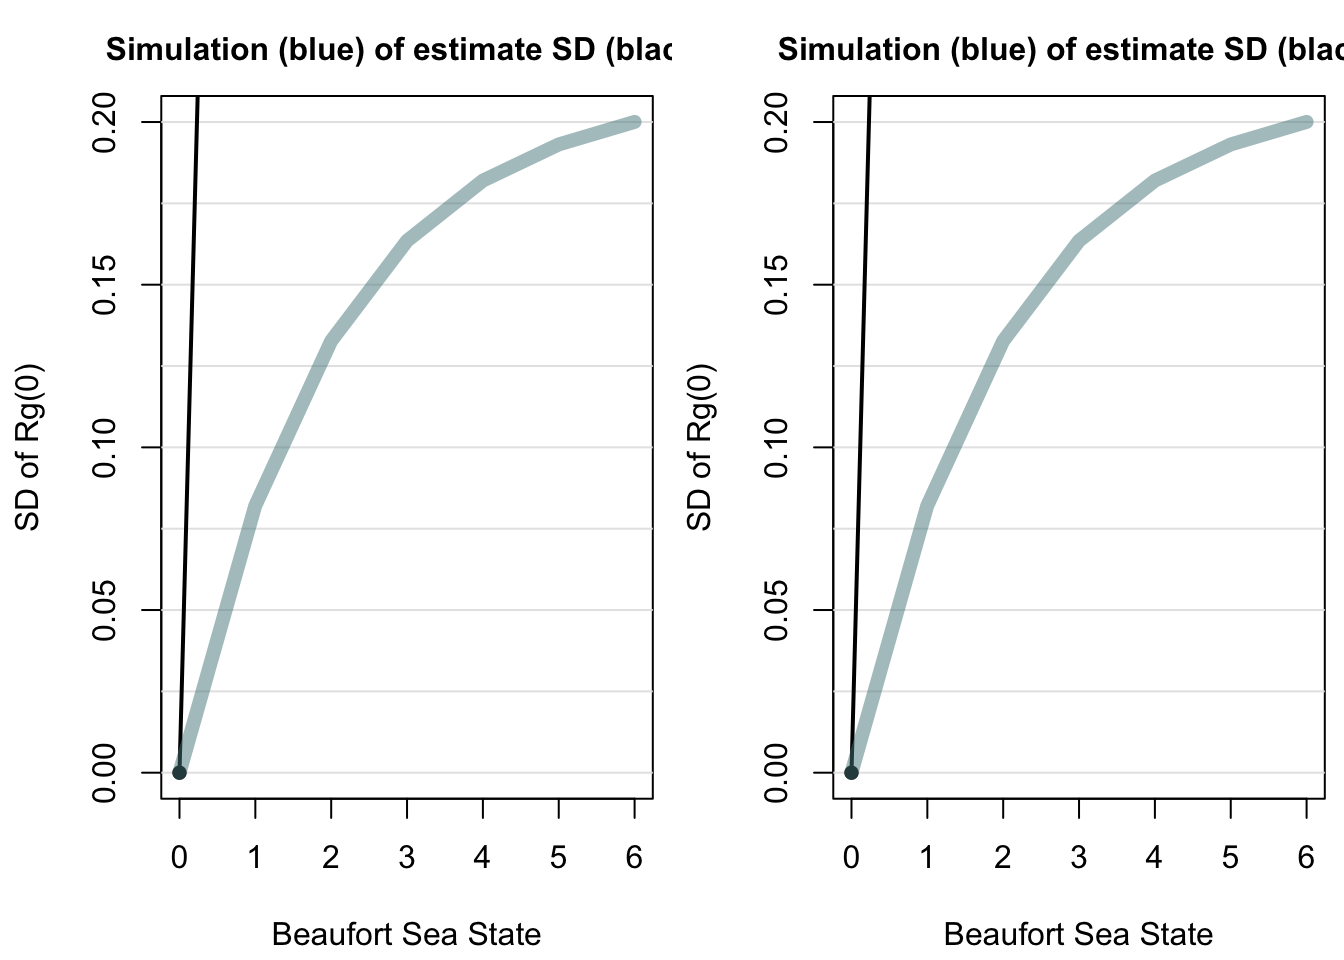 Simulation (blue) of estimate SD (blac
SD of Rg(0)
0.20
0.15
0.10
0.05
0.00
0 1 2 3 4 5 6
Beaufort Sea State
Simulation (blue) of estimate SD (blac
SD of Rg(0)
0.20
0.15
0.10
0.05
0.00
0 1 2 3 4 5 6
Beaufort Sea State